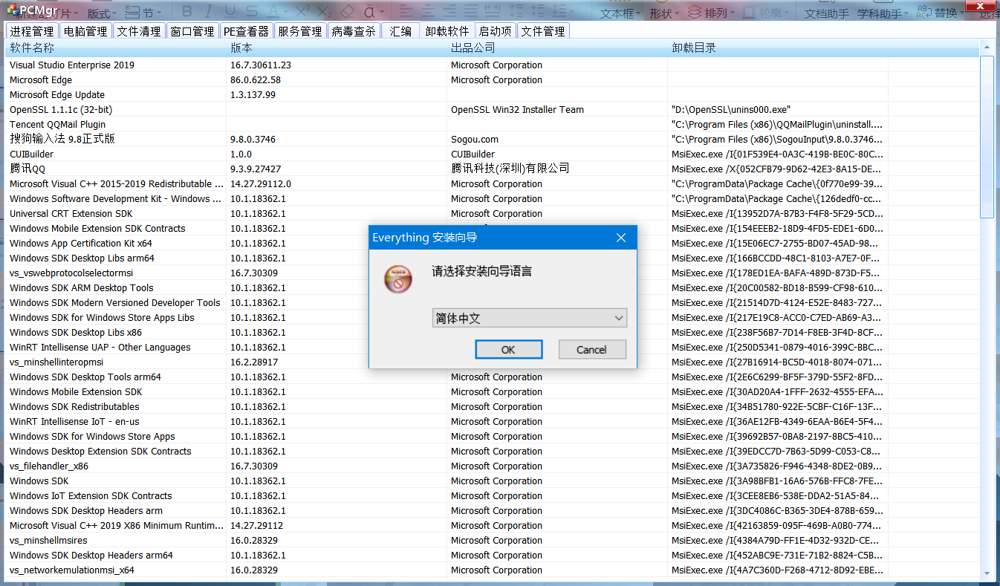 PCMgr
片 版式 节 B I U S A X² X₂ ā 文本框 形状 排列 轮廓 文档助手 学科助手 替换 选择
进程管理 电脑管理 文件清理 窗口管理 PE查看器 服务管理 病毒查杀 汇编 卸载软件 启动项 文件管理
软件名称 版本 出品公司 卸载目录
Visual Studio Enterprise 2019 16.7.30611.23 Microsoft Corporation
Microsoft Edge 86.0.622.58 Microsoft Corporation
Microsoft Edge Update 1.3.137.99
OpenSSL 1.1.1c (32-bit) OpenSSL Win32 Installer Team "D:\OpenSSL\unins000.exe"
Tencent QQMail Plugin "C:\Program Files (x86)\QQMailPlugin\uninstall....
搜狗输入法 9.8正式版 9.8.0.3746 Sogou.com "C:\Program Files (x86)\SogouInput\9.8.0.3746...
CUIBuilder 1.0.0 CUIBuilder MsiExec.exe /I{01F539E4-0A3C-419B-BE0C-80C...
腾讯QQ 9.3.9.27427 腾讯科技(深圳)有限公司 MsiExec.exe /X{052CFB79-9D62-42E3-8A15-DE...
Microsoft Visual C++ 2015-2019 Redistributable ... 14.27.29112.0 Microsoft Corporation "C:\ProgramData\Package Cache\{0f770e99-39...
Windows Software Development Kit - Windows ... 10.1.18362.1 Microsoft Corporation "C:\ProgramData\Package Cache\{126dedf0-cc...
Universal CRT Extension SDK 10.1.18362.1 Microsoft Corporation MsiExec.exe /I{13952D7A-B7B3-F4F8-5F29-5CD...
Windows Mobile Extension SDK Contracts 10.1.18362.1 MsiExec.exe /I{154EEEB2-18D9-4FD5-EDE1-6D0...
Everything 安装向导
Windows App Certification Kit x64 10.1.18362.1 MsiExec.exe /I{15E06EC7-2755-BD07-45AD-98...
Windows SDK Desktop Libs arm64 10.1.18362.1 MsiExec.exe /I{166BCCDD-48C1-8103-A7E7-0F...
请选择安装向导语言
vs_vswebprotocolselectormsi 16.7.30309 MsiExec.exe /I{178ED1EA-BAFA-489D-873D-F5...
Windows SDK ARM Desktop Tools 10.1.18362.1 MsiExec.exe /I{20C00582-BD18-B599-CF98-610...
Windows SDK Modern Versioned Developer Tools 10.1.18362.1 MsiExec.exe /I{21514D7D-4124-E52E-8483-727...
Windows SDK for Windows Store Apps Libs 10.1.18362.1 简体中文 MsiExec.exe /I{217E19C8-ACC0-C7ED-AB69-A3...
Windows SDK Desktop Libs x86 10.1.18362.1 MsiExec.exe /I{238F56B7-7D14-F8EB-3F4D-8CF...
WinRT Intellisense UAP - Other Languages 10.1.18362.1 OK Cancel MsiExec.exe /I{250D5341-0879-4016-399C-BBC...
vs_minshellinteropmsi 16.2.28917 MsiExec.exe /I{27B16914-BC5D-4018-8074-071...
Windows SDK Desktop Tools arm64 10.1.18362.1 Microsoft Corporation MsiExec.exe /I{2E6C6299-BF5F-379D-55F2-8FD...
Windows Mobile Extension SDK 10.1.18362.1 Microsoft Corporation MsiExec.exe /I{30AD20A4-1FFF-2632-4555-EFA...
Windows SDK Redistributables 10.1.18362.1 Microsoft Corporation MsiExec.exe /I{34B51780-922E-5CBF-C16F-13F...
WinRT Intellisense IoT - en-us 10.1.18362.1 Microsoft Corporation MsiExec.exe /I{36AE12FB-4349-6EAA-B6E4-5F4...
Windows SDK for Windows Store Apps 10.1.18362.1 Microsoft Corporation MsiExec.exe /I{39692B57-0BA8-2197-8BC5-410...
Windows Desktop Extension SDK Contracts 10.1.18362.1 Microsoft Corporation MsiExec.exe /I{39EDCC7D-7B63-5D99-C053-C8...
vs_filehandler_x86 16.7.30309 Microsoft Corporation MsiExec.exe /I{3A735826-F946-4348-8DE2-0B9...
Windows SDK 10.1.18362.1 Microsoft Corporation MsiExec.exe /I{3A98BFB1-16A6-576B-FFC8-7FE...
Windows IoT Extension SDK Contracts 10.1.18362.1 Microsoft Corporation MsiExec.exe /I{3CEE8EB6-538E-DDA2-51A5-84...
Windows SDK Desktop Headers arm 10.1.18362.1 Microsoft Corporation MsiExec.exe /I{3DC4086C-B365-3DE4-878B-659...
Microsoft Visual C++ 2019 X86 Minimum Runtim... 14.27.29112 Microsoft Corporation MsiExec.exe /I{42163859-095F-469B-A0B0-774...
vs_minshellmsires 16.0.28329 Microsoft Corporation MsiExec.exe /I{4384A79D-FF1E-4D32-932D-CE...
Windows SDK Desktop Headers arm64 10.1.18362.1 Microsoft Corporation MsiExec.exe /I{452ABC9E-731E-71B2-8824-C5B...
vs_networkemulationmsi_x64 16.0.28329 Microsoft Corporation MsiExec.exe /I{4A7C360D-F268-4712-8D92-EBE...